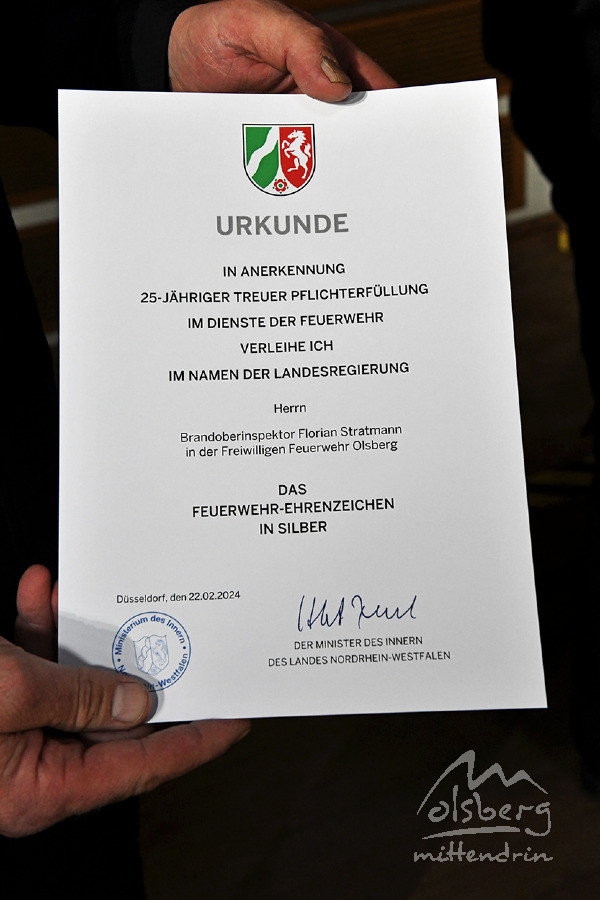 URKUNDE
IN ANERKENNUNG
25-JÄHRIGER TREUER PFLICHTERFÜLLUNG
IM DIENSTE DER FEUERWEHR
VERLEIHE ICH
IM NAMEN DER LANDESREGIERUNG
Herrn
Brandoberinspektor Florian Stratmann
in der Freiwilligen Feuerwehr Olsberg
DAS
FEUERWEHR-EHRENZEICHEN
IN SILBER
Düsseldorf, den 22.02.2024
Ministerium des Innern
DER MINISTER DES INNERN
DES LANDES NORDRHEIN-WESTFALEN
olsberg
mittendrin